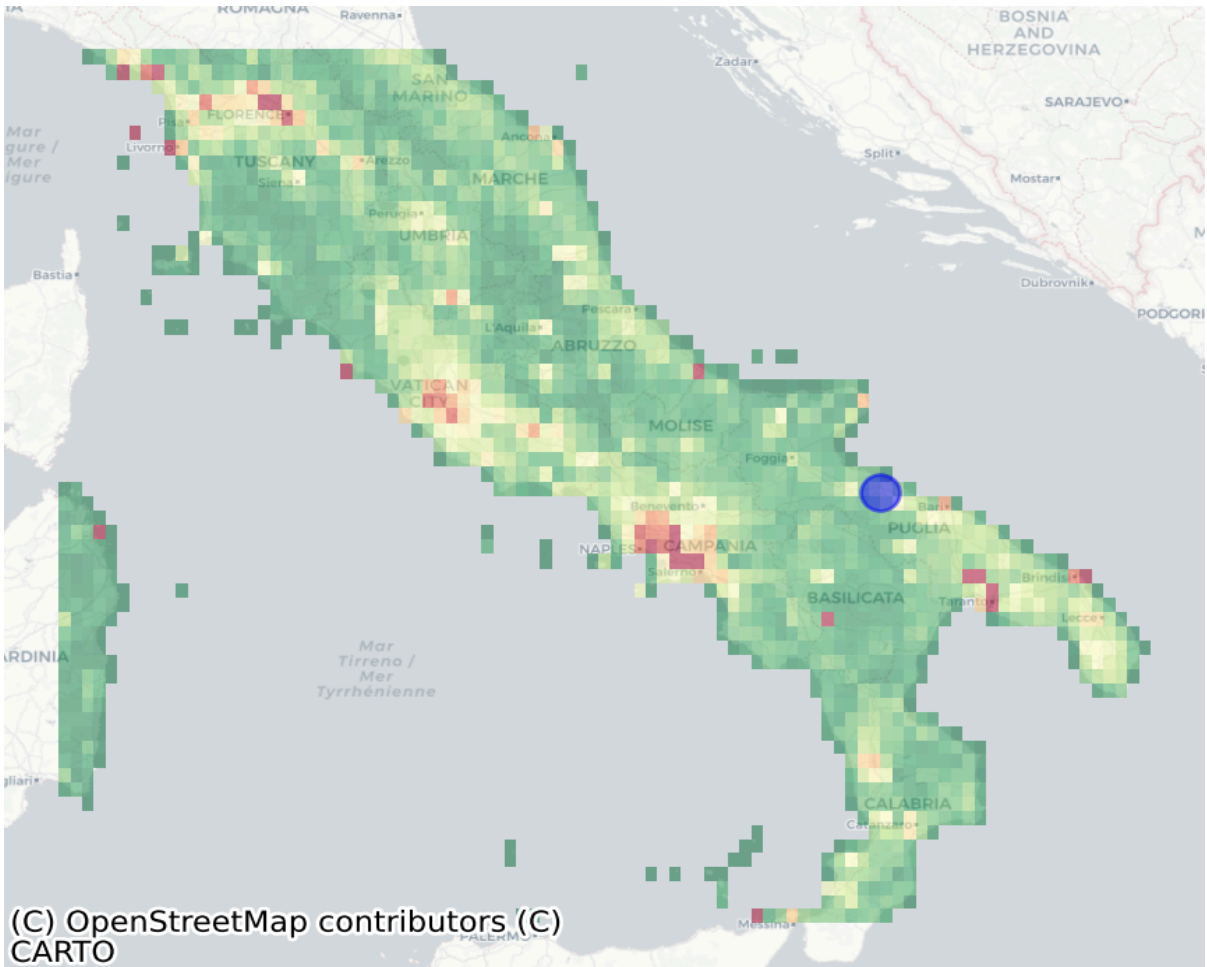 ROMAGNA
Ravenna
BOSNIA
AND
HERZEGOVINA
Zadar
SAN
MARINO
SARAJEVO
FLORENCE
Pisa
Mar
gure /
Mer
igure
Livorno
Ancona
Split
TUSCANY
Arezzo
Siena
MARCHE
Mostar
Perugia
UMBRIA
Bastia
Dubrovnik
Pescara
PODGORI
L'Aquila
ABRUZZO
VATICAN
CITY
MOLISE
Foggia
Benevento
Bari
PUGLIA
NAPLES
CAMPANIA
Salerno
Brindisi
BASILICATA
Taranto
Lecce
ARDINIA
Mar
Tirreno /
Mer
Tyrrhénienne
gliari
CALABRIA
Catanzaro
Messina
PALERMO
(C) OpenStreetMap contributors (C)
CARTO